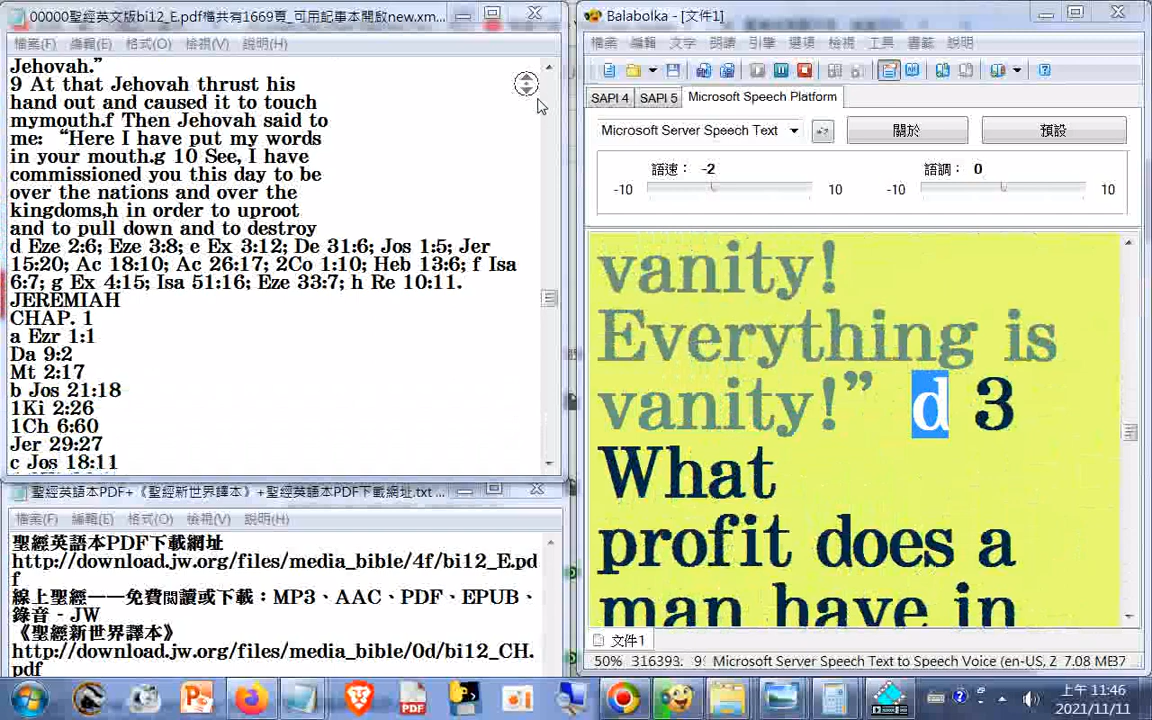 00000聖經英文版bi12_E.pdf檔共有1669頁_可用記事本開啟new.xm...
檔案(F) 編輯(E) 格式(O) 檢視(V) 說明(H)
Jehovah.”
9 At that Jehovah thrust his
hand out and caused it to touch
mymouth.f Then Jehovah said to
me: “Here I have put my words
in your mouth.g 10 See, I have
commissioned you this day to be
over the nations and over the
kingdoms,h in order to uproot
and to pull down and to destroy
d Eze 2:6; Eze 3:8; e Ex 3:12; De 31:6; Jos 1:5; Jer
15:20; Ac 18:10; Ac 26:17; 2Co 1:10; Heb 13:6; f Isa
6:7; g Ex 4:15; Isa 51:16; Eze 33:7; h Re 10:11.
JEREMIAH
CHAP. 1
a Ezr 1:1
Da 9:2
Mt 2:17
b Jos 21:18
1Ki 2:26
1Ch 6:60
Jer 29:27
c Jos 18:11
聖經英語本PDF+《聖經新世界譯本》+聖經英語本PDF下載網址.txt ...
檔案(F) 編輯(E) 格式(O) 檢視(V) 說明(H)
聖經英語本PDF下載網址
http://download.jw.org/files/media_bible/4f/bi12_E.pd
f
線上聖經——免費閱讀或下載：MP3、AAC、PDF、EPUB、
錄音 - JW
《聖經新世界譯本》
http://download.jw.org/files/media_bible/0d/bi12_CH.
pdf
Balabolka - [文件1]
檔案 編輯 文字 朗讀 引擎 選項 檢視 工具 書籤 說明
SAPI 4 SAPI 5 Microsoft Speech Platform
Microsoft Server Speech Text 關於 預設
語速： -2 語調： 0
-10 10 -10 10
vanity!
Everything is
vanity!” d 3
What
profit does a
man have in
文件1
50% Microsoft Server Speech Text to Speech Voice (en-US, Z 7.08 MB
上午 11:46
2021/11/11